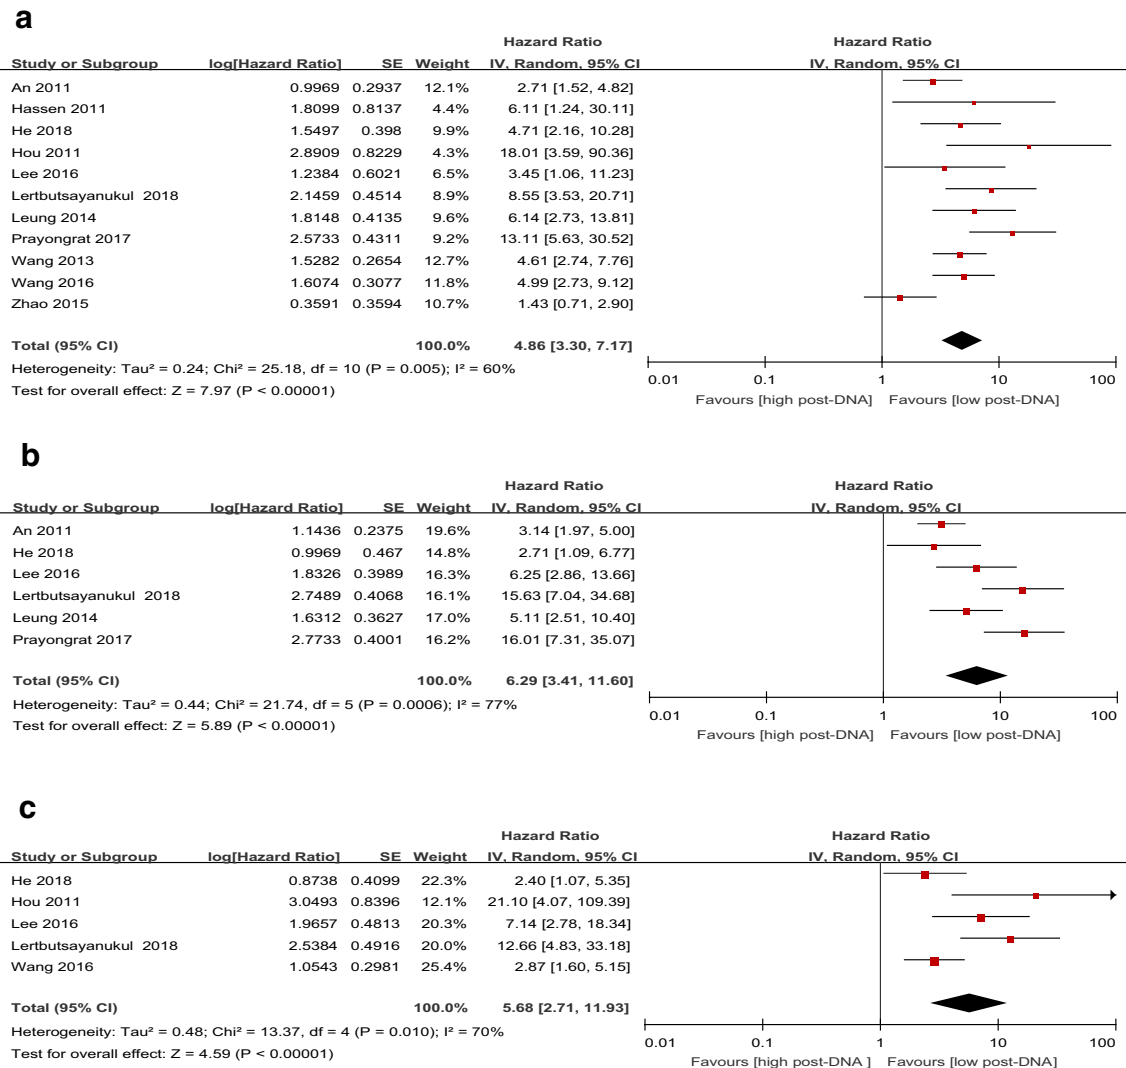 a
Hazard Ratio Hazard Ratio
Study or Subgroup log[Hazard Ratio] SE Weight IV, Random, 95% CI IV, Random, 95% CI
An 2011 0.9969 0.2937 12.1% 2.71 [1.52, 4.82]
Hassen 2011 1.8099 0.8137 4.4% 6.11 [1.24, 30.11]
He 2018 1.5497 0.398 9.9% 4.71 [2.16, 10.28]
Hou 2011 2.8909 0.8229 4.3% 18.01 [3.59, 90.36]
Lee 2016 1.2384 0.6021 6.5% 3.45 [1.06, 11.23]
Lertbutsayanukul 2018 2.1459 0.4514 8.9% 8.55 [3.53, 20.71]
Leung 2014 1.8148 0.4135 9.6% 6.14 [2.73, 13.81]
Prayongrat 2017 2.5733 0.4311 9.2% 13.11 [5.63, 30.52]
Wang 2013 1.5282 0.2654 12.7% 4.61 [2.74, 7.76]
Wang 2016 1.6074 0.3077 11.8% 4.99 [2.73, 9.12]
Zhao 2015 0.3591 0.3594 10.7% 1.43 [0.71, 2.90]
Total (95% CI) 100.0% 4.86 [3.30, 7.17]
Heterogeneity: Tau² = 0.24; Chi² = 25.18, df = 10 (P = 0.005); I² = 60%
Test for overall effect: Z = 7.97 (P < 0.00001)
0.01 0.1 1 10 100
Favours [high post-DNA] Favours [low post-DNA]
b
Hazard Ratio Hazard Ratio
Study or Subgroup log[Hazard Ratio] SE Weight IV, Random, 95% CI IV, Random, 95% CI
An 2011 1.1436 0.2375 19.6% 3.14 [1.97, 5.00]
He 2018 0.9969 0.467 14.8% 2.71 [1.09, 6.77]
Lee 2016 1.8326 0.3989 16.3% 6.25 [2.86, 13.66]
Lertbutsayanukul 2018 2.7489 0.4068 16.1% 15.63 [7.04, 34.68]
Leung 2014 1.6312 0.3627 17.0% 5.11 [2.51, 10.40]
Prayongrat 2017 2.7733 0.4001 16.2% 16.01 [7.31, 35.07]
Total (95% CI) 100.0% 6.29 [3.41, 11.60]
Heterogeneity: Tau² = 0.44; Chi² = 21.74, df = 5 (P = 0.0006); I² = 77%
Test for overall effect: Z = 5.89 (P < 0.00001)
0.01 0.1 1 10 100
Favours [high post-DNA] Favours [low post-DNA]
c
Hazard Ratio Hazard Ratio
Study or Subgroup log[Hazard Ratio] SE Weight IV, Random, 95% CI IV, Random, 95% CI
He 2018 0.8738 0.4099 22.3% 2.40 [1.07, 5.35]
Hou 2011 3.0493 0.8396 12.1% 21.10 [4.07, 109.39]
Lee 2016 1.9657 0.4813 20.3% 7.14 [2.78, 18.34]
Lertbutsayanukul 2018 2.5384 0.4916 20.0% 12.66 [4.83, 33.18]
Wang 2016 1.0543 0.2981 25.4% 2.87 [1.60, 5.15]
Total (95% CI) 100.0% 5.68 [2.71, 11.93]
Heterogeneity: Tau² = 0.48; Chi² = 13.37, df = 4 (P = 0.010); I² = 70%
Test for overall effect: Z = 4.59 (P < 0.00001)
0.01 0.1 1 10 100
Favours [high post-DNA ] Favours [low post-DNA]